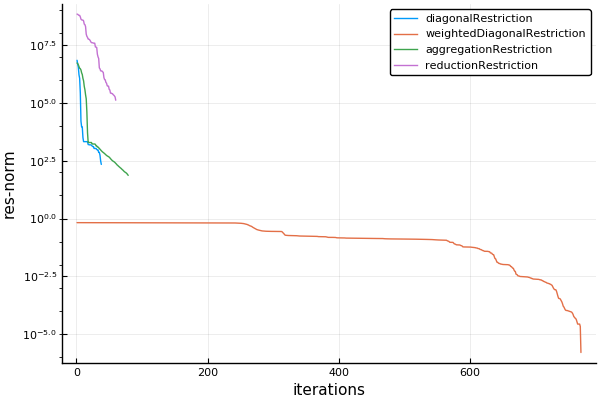 diagonalRestriction
weightedDiagonalRestriction
aggregationRestriction
reductionRestriction
10^7.5
10^5.0
10^2.5
10^0.0
10^-2.5
10^-5.0
res-norm
0 200 400 600
iterations